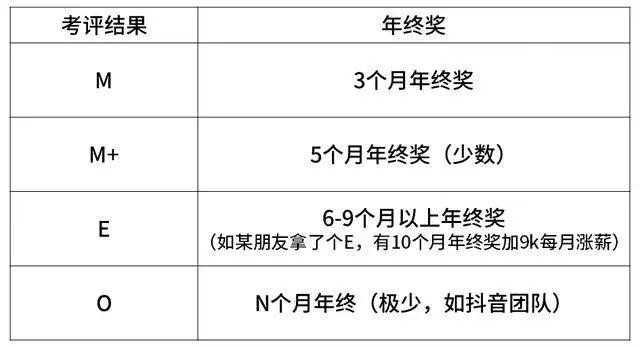 考评结果 年终奖
M 3个月年终奖
M+ 5个月年终奖（少数）
E 6-9个月以上年终奖
（如某朋友拿了个E，有10个月年终奖加9k每月涨薪）
O N个月年终（极少，如抖音团队）